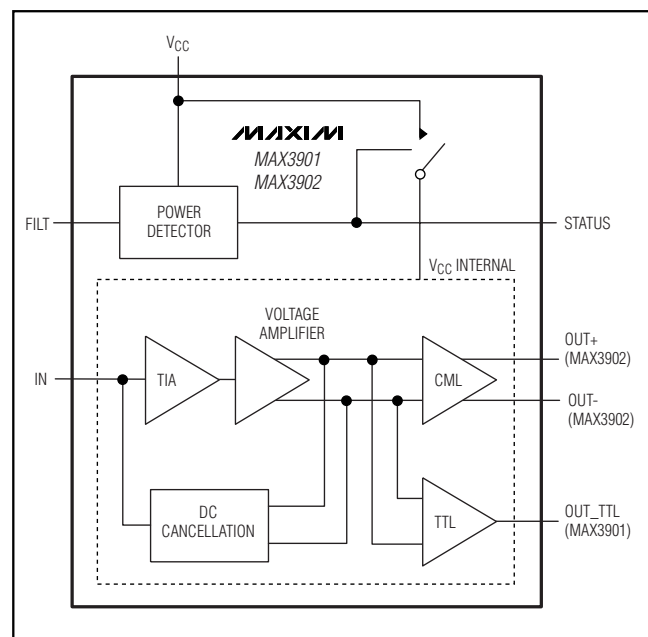 VCC
MAXIM
MAX3901
MAX3902
POWER
DETECTOR
FILT
STATUS
VCC INTERNAL
VOLTAGE
AMPLIFIER
TIA
IN
CML
OUT+
(MAX3902)
OUT-
(MAX3902)
DC
CANCELLATION
TTL
OUT_TTL
(MAX3901)